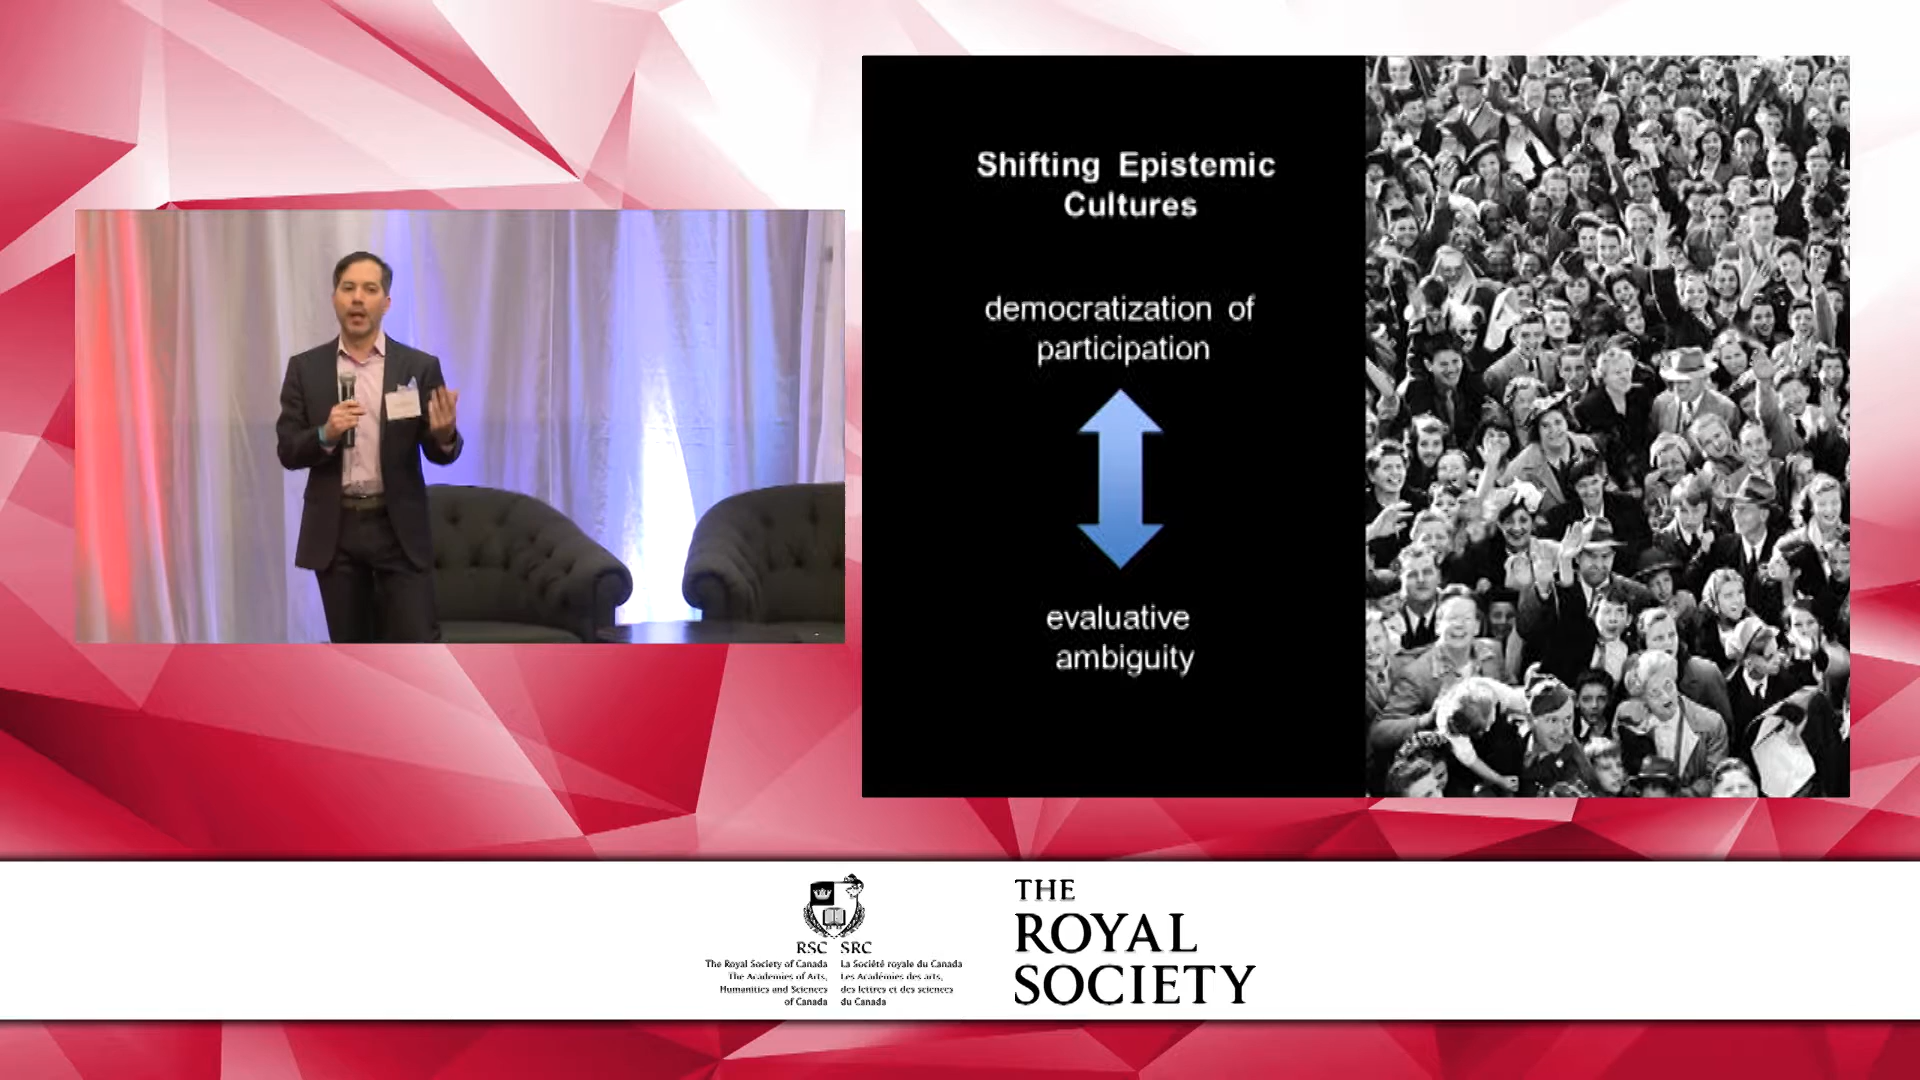 Shifting Epistemic
Cultures
democratization of
participation
evaluative
ambiguity
RSC SRC
The Royal Society of Canada
The Academies of Arts,
Humanities and Sciences
of Canada
La Société royale du Canada
Les Académies des arts,
des lettres et des sciences
du Canada
THE
ROYAL
SOCIETY